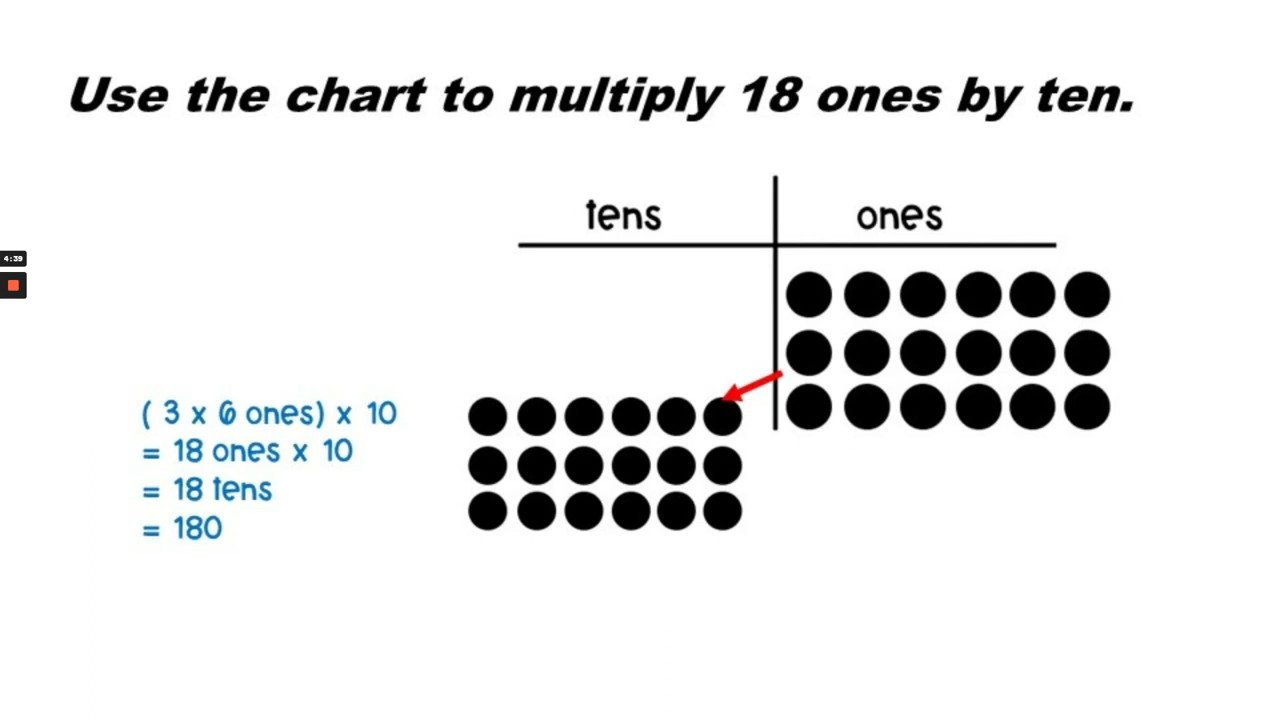 Use the chart to multiply 18 ones by ten.
tens ones
4:39
( 3 x 6 ones) x 10
= 18 ones x 10
= 18 tens
= 180